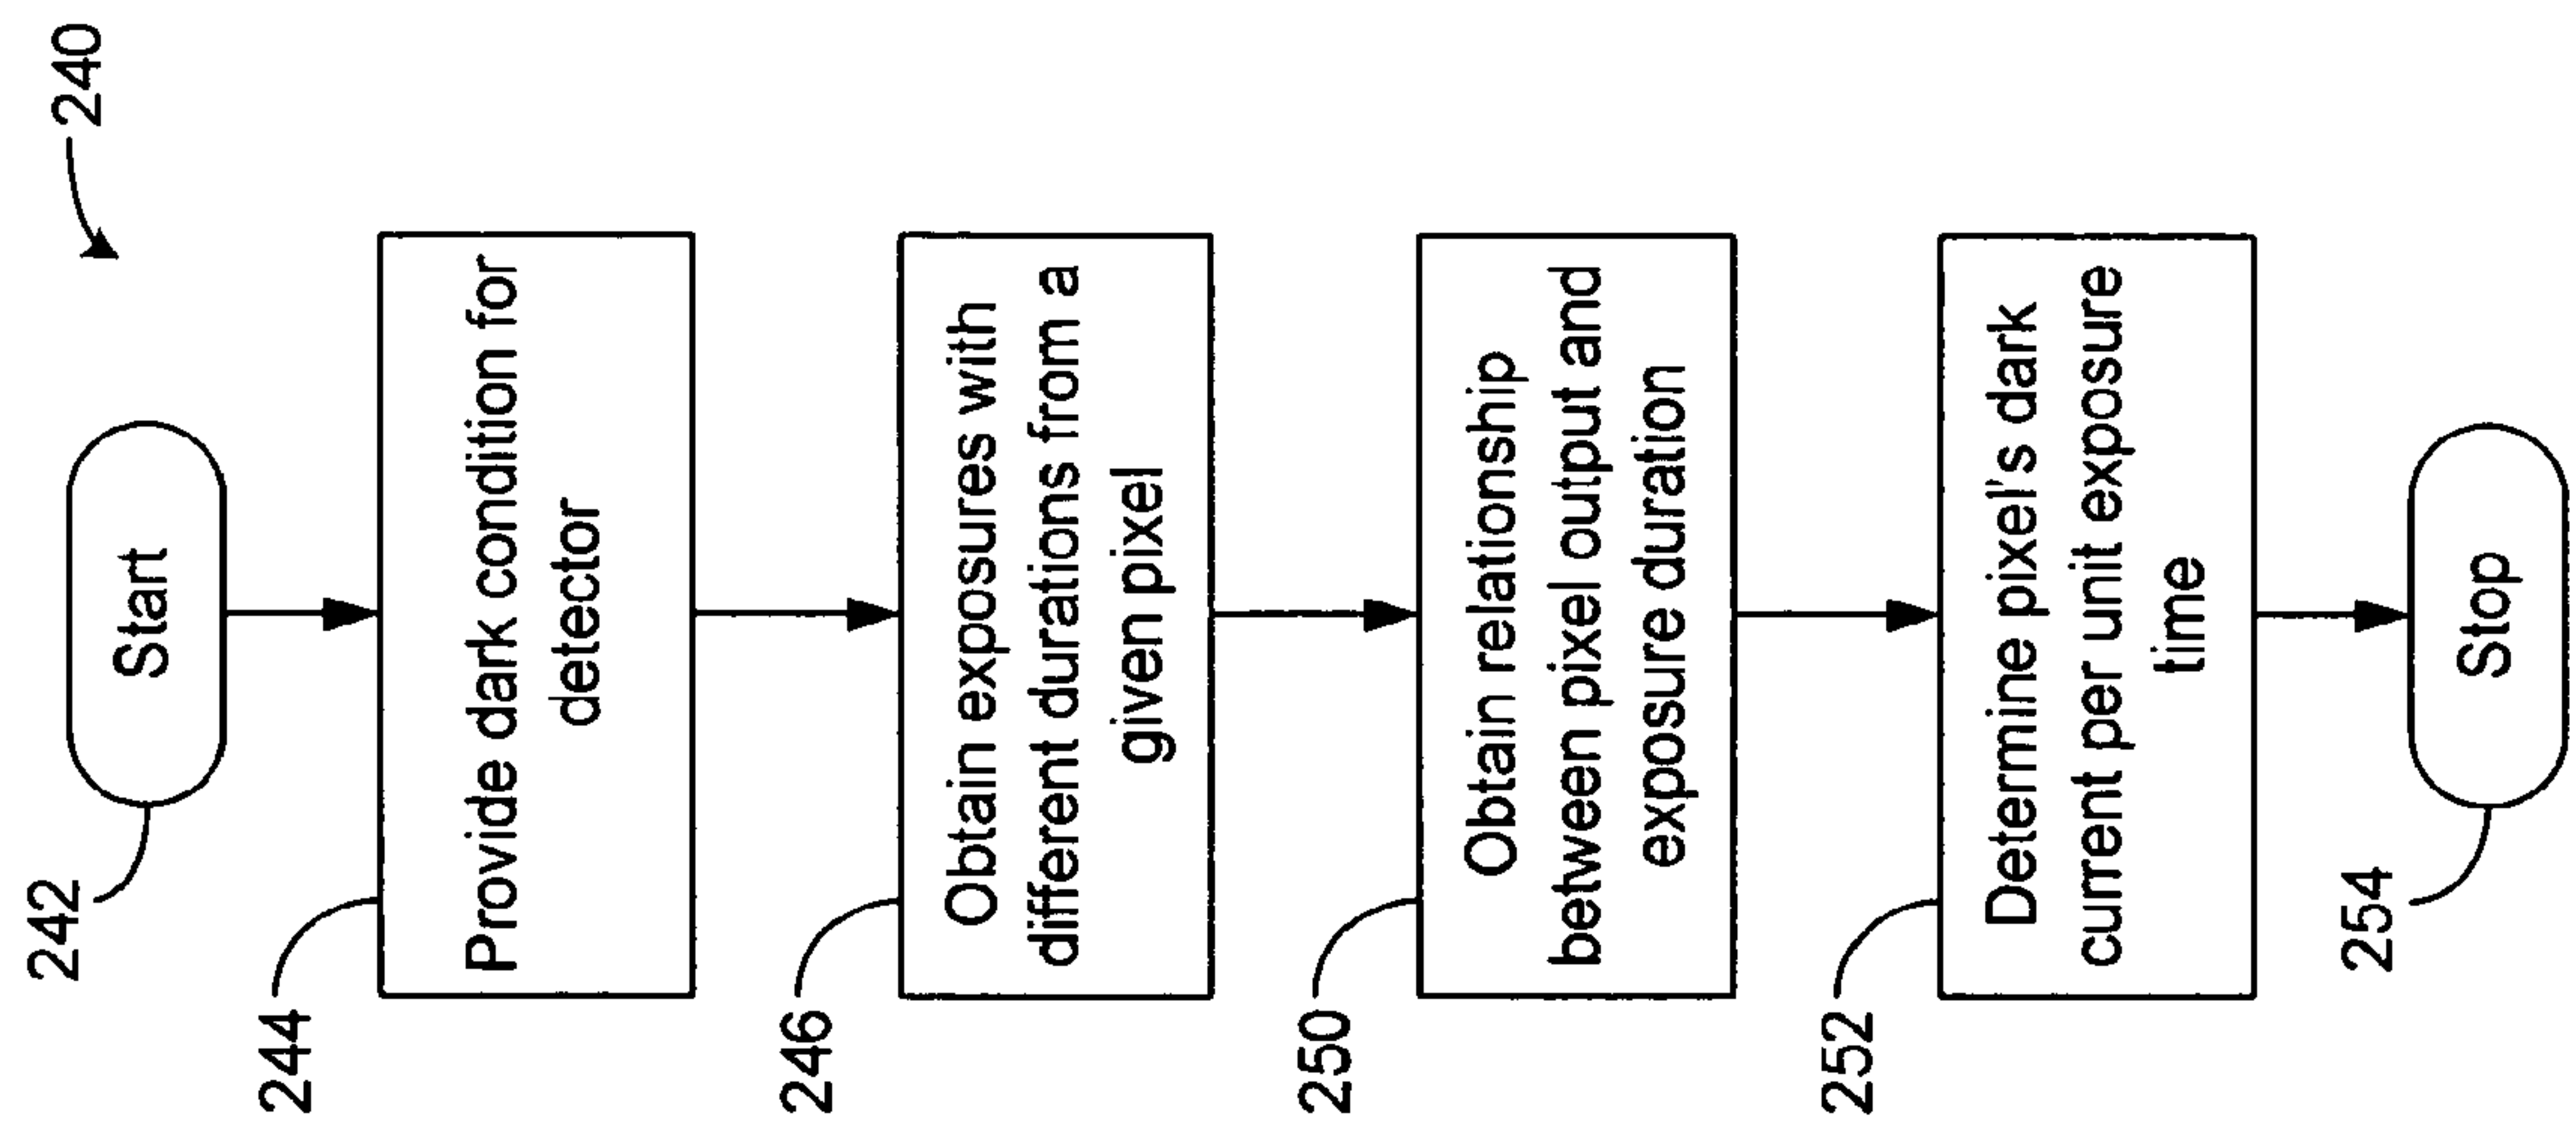 240
242
Start
244
Provide dark condition for
detector
246
Obtain exposures with
different durations from a
given pixel
250
Obtain relationship
between pixel output and
exposure duration
252
Determine pixel's dark
current per unit exposure
time
254
Stop